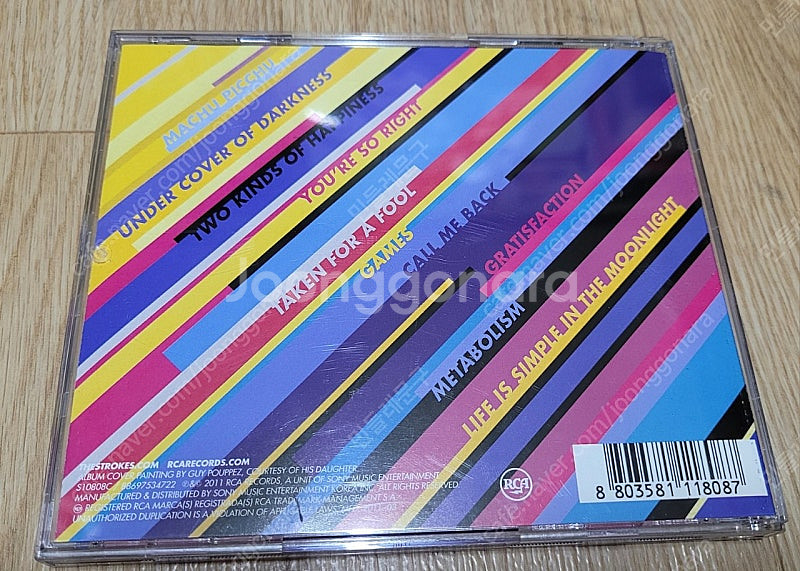 MACHU PICCHU
UNDER COVER OF DARKNESS
TWO KINDS OF HAPPINESS
YOU'RE SO RIGHT
TAKEN FOR A FOOL
GAMES
CALL ME BACK
GRATISFACTION
METABOLISM
LIFE IS SIMPLE IN THE MOONLIGHT
Joonggonara
THESTROKES.COM RCARECORDS.COM
ALBUM COVER PAINTING BY GUY POUPPEZ, COURTESY OF HIS DAUGHTER
S10808C 88697534722 ℗&© 2011 RCA RECORDS, A UNIT OF SONY MUSIC ENTERTAINMENT
MANUFACTURED & DISTRIBUTED BY SONY MUSIC ENTERTAINMENT KOREA INC. ALL RIGHTS RESERVED.
REGISTERED RCA MARCA(S) REGISTRADA(S) RCA TRADEMARK MANAGEMENT S.A.
UNAUTHORIZED DUPLICATION IS A VIOLATION OF APPLICABLE LAWS
RCA
8 803581 118087